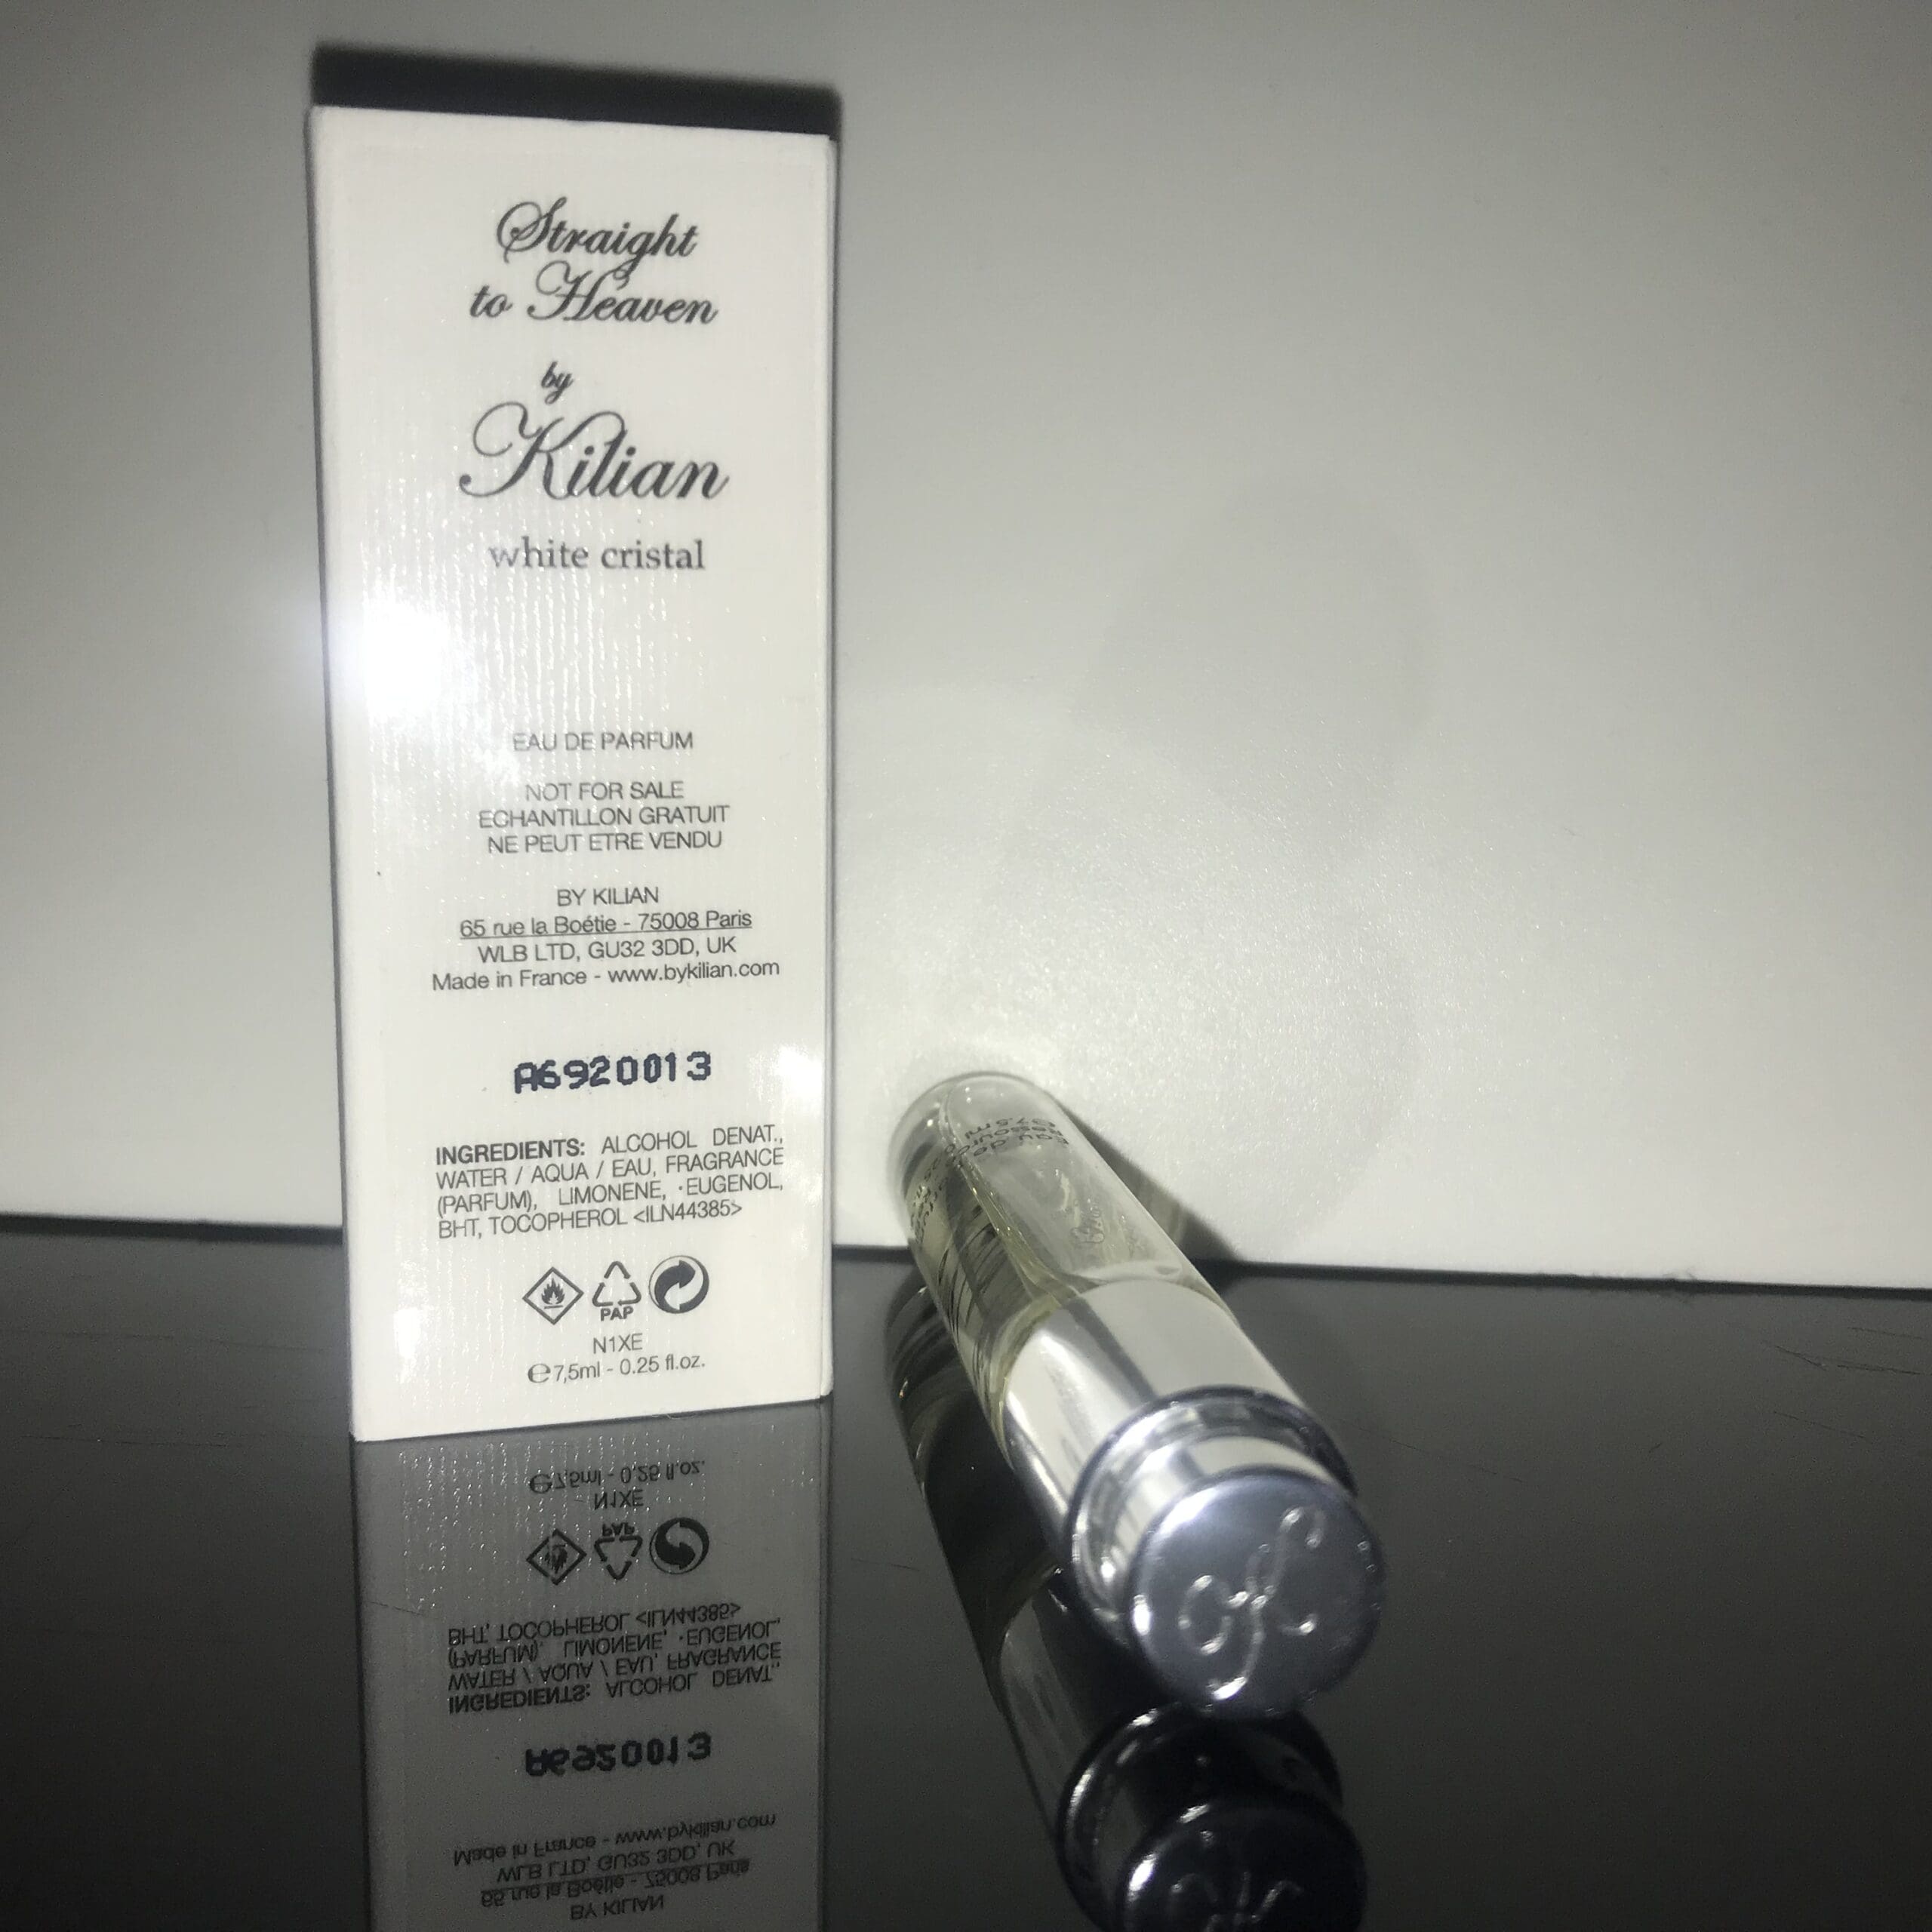 Straight
to Heaven
by
Kilian
white cristal
EAU DE PARFUM
NOT FOR SALE
ECHANTILLON GRATUIT
NE PEUT ETRE VENDU
BY KILIAN
65 rue la Boétie - 75008 Paris
WLB LTD, GU32 3DD, UK
Made in France - www.bykilian.com
A6920013
INGREDIENTS: ALCOHOL DENAT.,
WATER / AQUA / EAU, FRAGRANCE
(PARFUM), LIMONENE, ·EUGENOL,
BHT, TOCOPHEROL <ILN44385>
PAP
N1XE
℮7,5ml - 0.25 fl.oz.